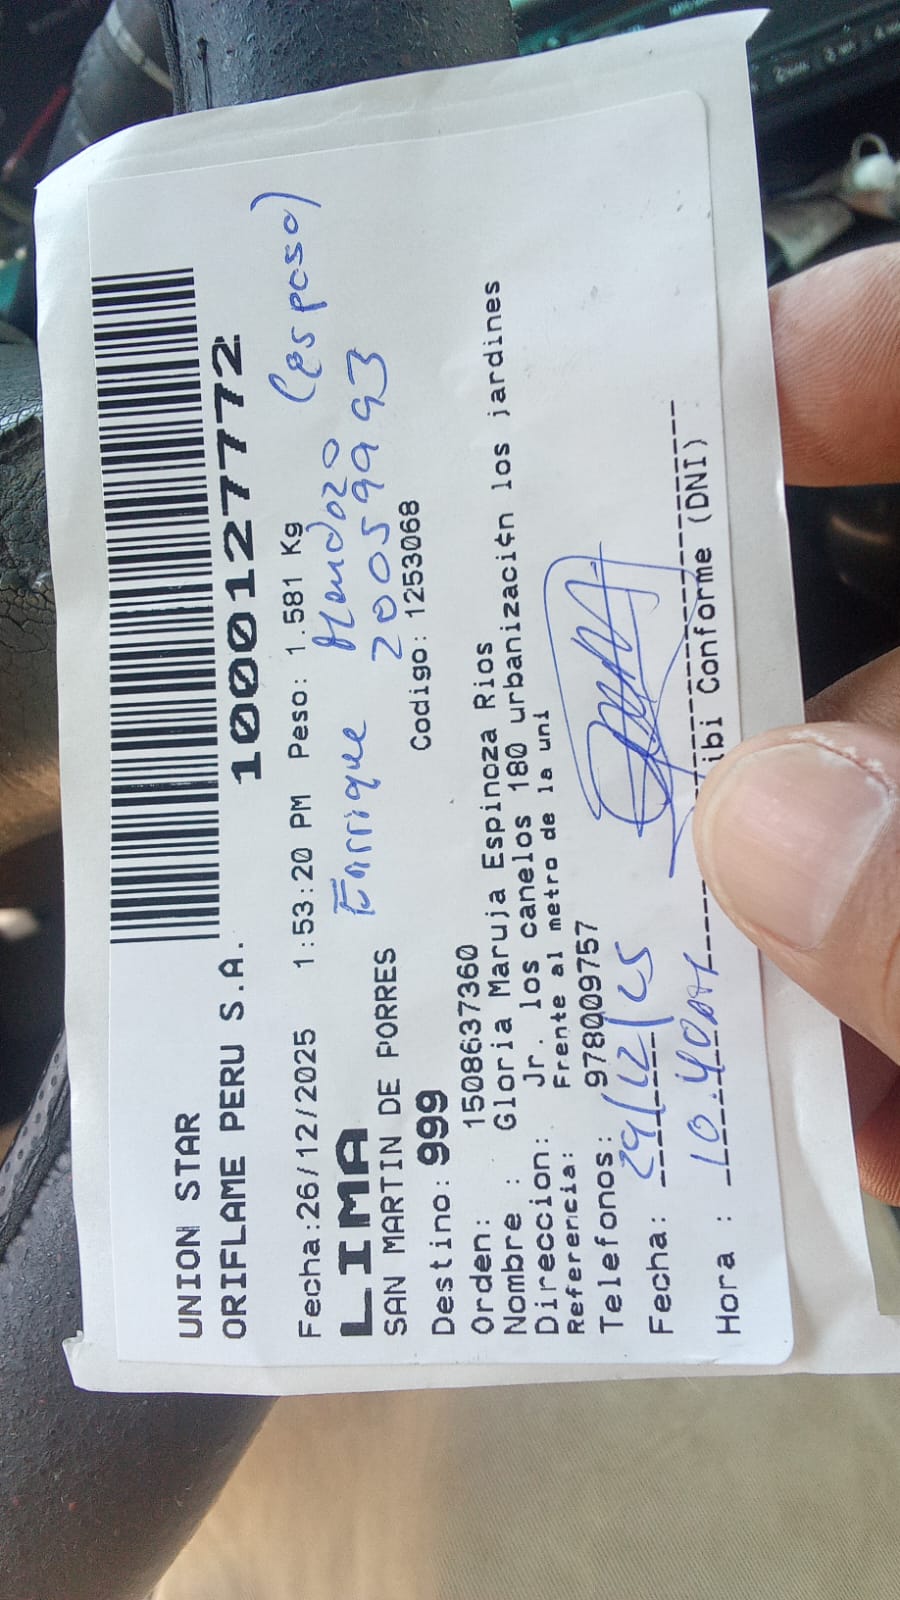 UNION STAR
ORIFLAME PERU S.A. 1000127772
Fecha:26/12/2025 1:53:20 PM Peso: 1.581 Kg
LIMA Enrique Mendoza (esposo)
SAN MARTIN DE PORRES 20059993
Destino: 999 Codigo: 1253068
Orden: 1508637360
Nombre : Gloria Maruja Espinoza Rios
Direccion: Jr. los canelos 180 urbanizaci¢n los jardines
Referencia: Frente al metro de la uni
Telefonos: 978009757
Fecha: 29/12/25
Hora : 10:40am ibi Conforme (DNI)